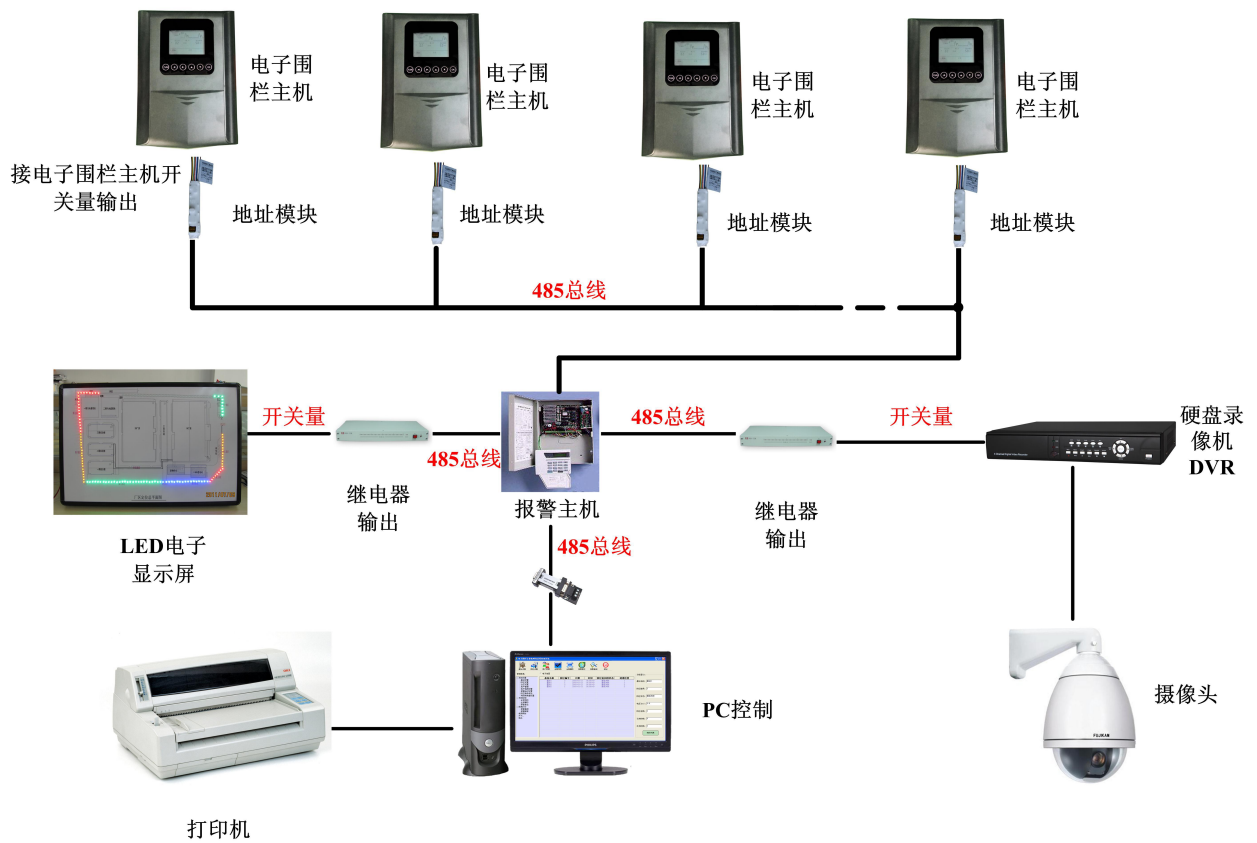 电子围
栏主机
电子围
栏主机
电子围
栏主机
电子围
栏主机
接电子围栏主机开
关量输出
地址模块
地址模块
地址模块
地址模块
485总线
开关量
485总线
继电器
输出
报警主机
485总线
开关量
继电器
输出
硬盘录
像机
DVR
LED电子
显示屏
485总线
PC控制
摄像头
FUJIKAM
PHILIPS
打印机